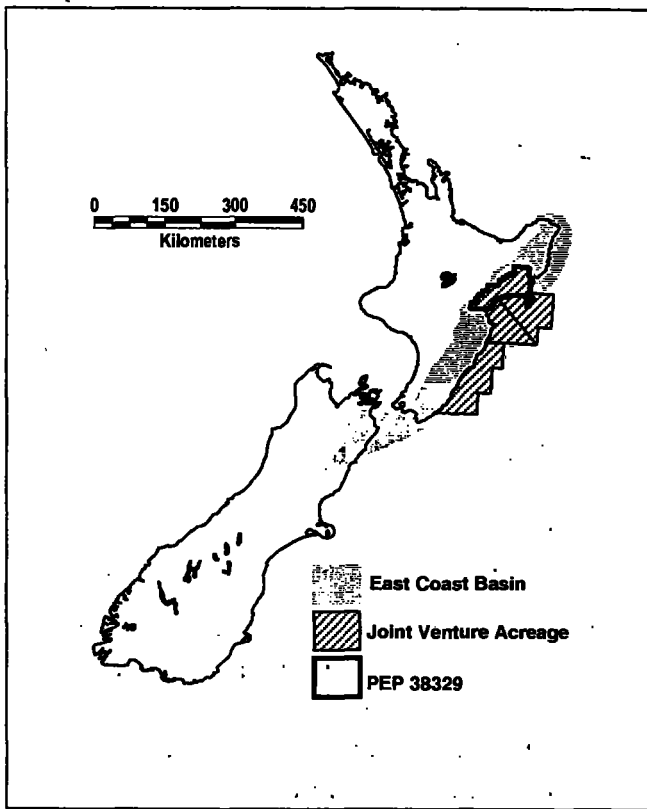 0 150 300 450
Kilometers
East Coast Basin
Joint Venture Acreage
PEP 38329